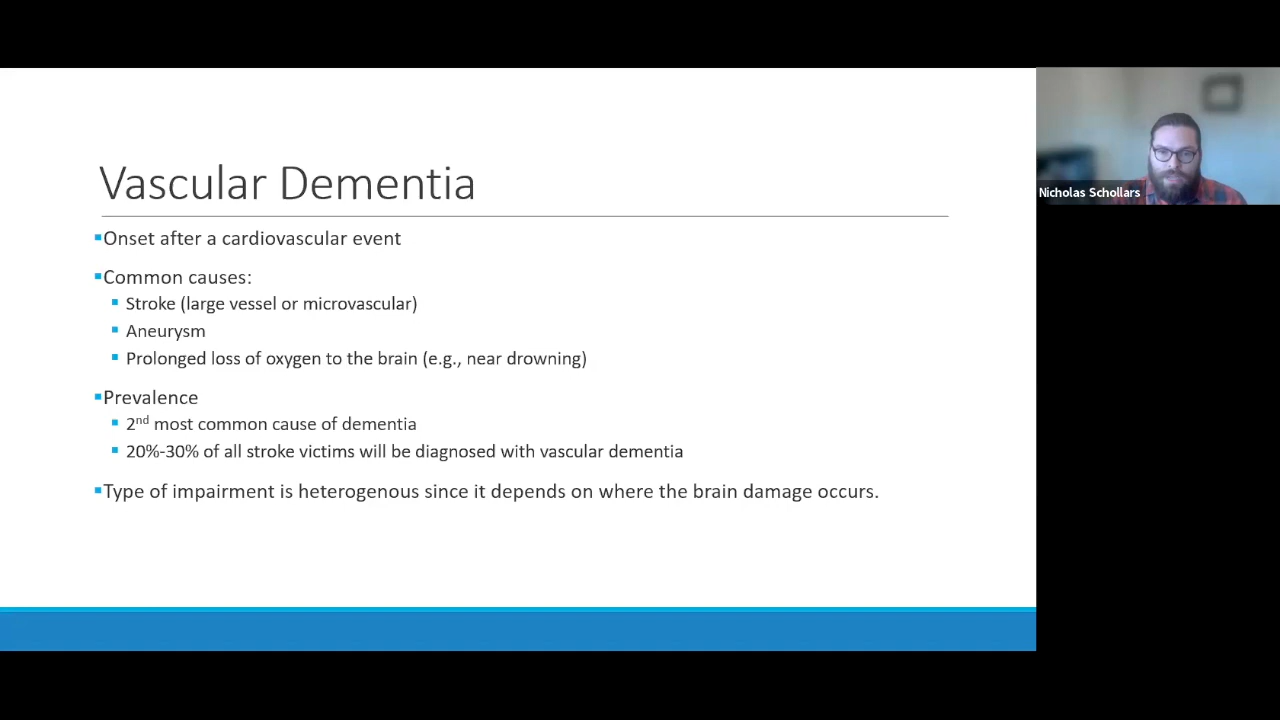 Vascular Dementia
▪Onset after a cardiovascular event
▪Common causes:
▪ Stroke (large vessel or microvascular)
▪ Aneurysm
▪ Prolonged loss of oxygen to the brain (e.g., near drowning)
▪Prevalence
▪ 2nd most common cause of dementia
▪ 20%-30% of all stroke victims will be diagnosed with vascular dementia
▪Type of impairment is heterogenous since it depends on where the brain damage occurs.
Nicholas Schollars